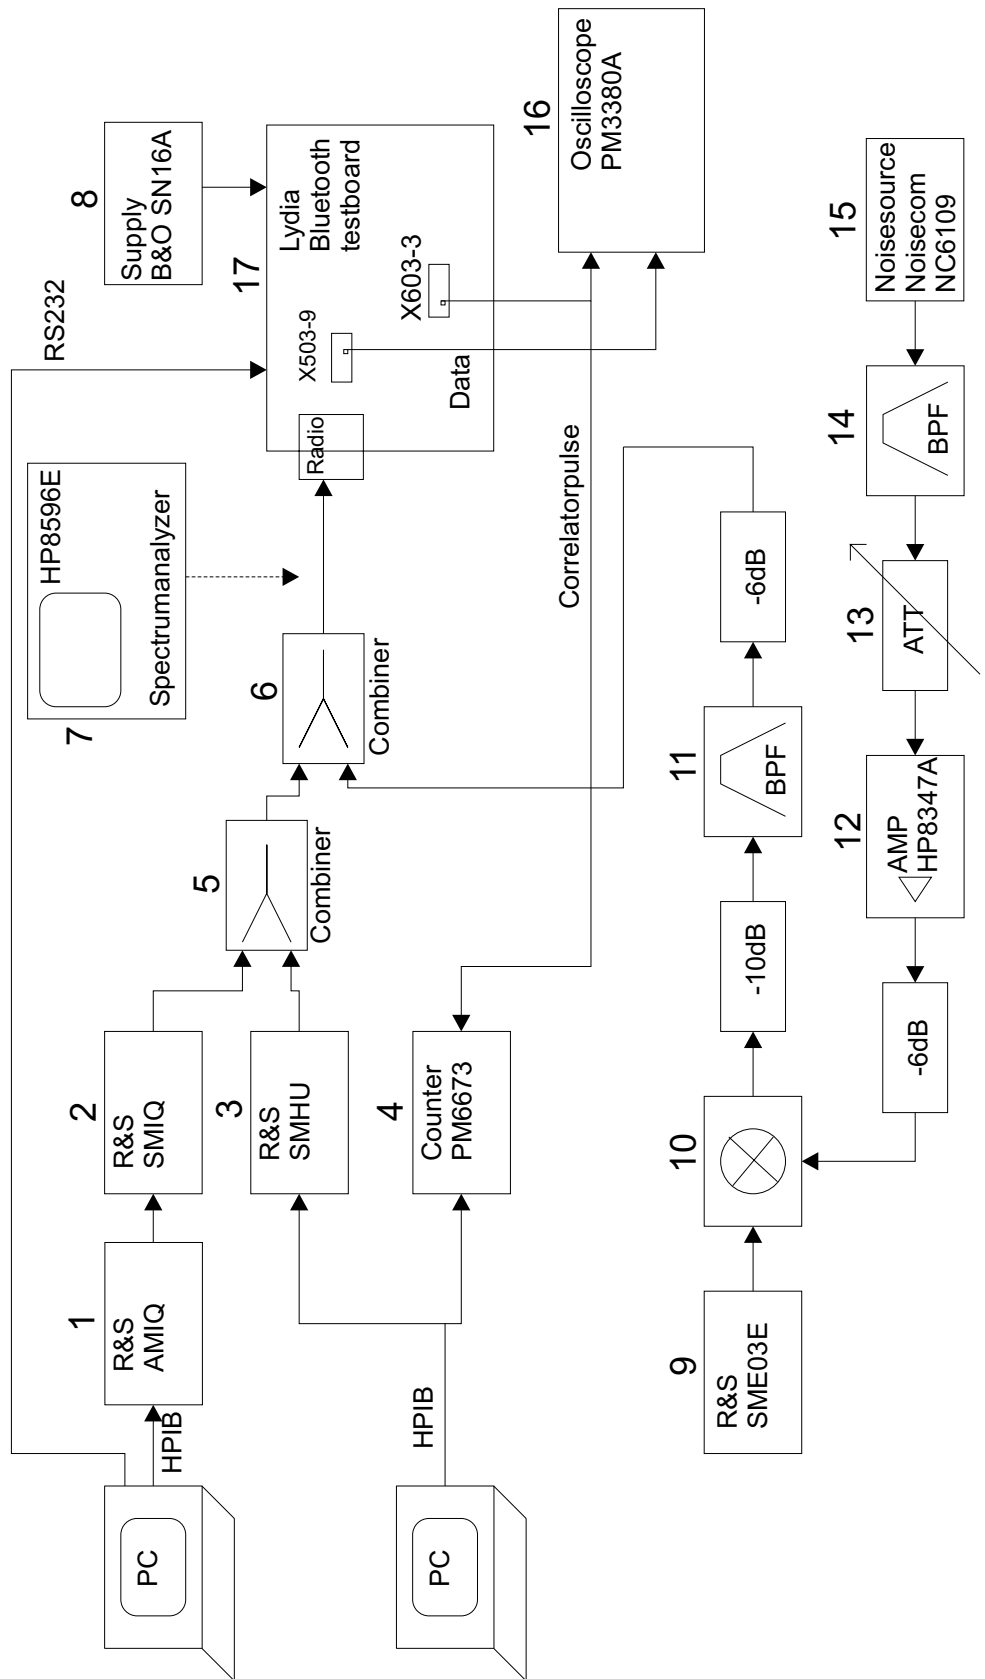 PC
HPIB
RS232
1
R&S
AMIQ
2
R&S
SMIQ
3
R&S
SMHU
HPIB
PC
4
Counter
PM6673
5
Combiner
6
Combiner
7
HP8596E
Spectrumanalyzer
8
Supply
B&O SN16A
17
Lydia
Bluetooth
testboard
X503-9
X603-3
Radio
Data
16
Oscilloscope
PM3380A
Correlatorpulse
9
R&S
SME03E
10
-10dB
11
BPF
-6dB
12
AMP
HP8347A
-6dB
13
ATT
14
BPF
15
Noisesource
Noisecom
NC6109